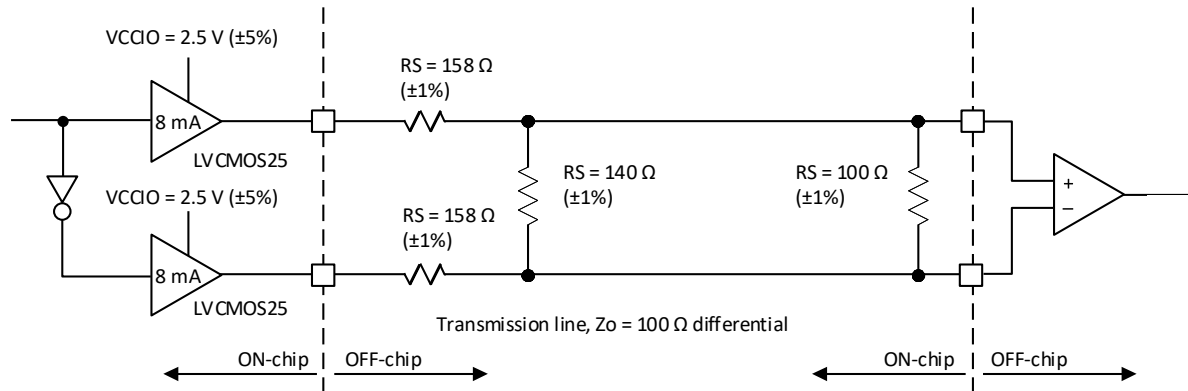 VCCIO = 2.5 V (±5%)
8 mA
LVCMOS25
RS = 158 Ω
(±1%)
RS = 140 Ω
(±1%)
RS = 100 Ω
(±1%)
+
−
VCCIO = 2.5 V (±5%)
8 mA
LVCMOS25
RS = 158 Ω
(±1%)
Transmission line, Zo = 100 Ω differential
ON-chip
OFF-chip
ON-chip
OFF-chip